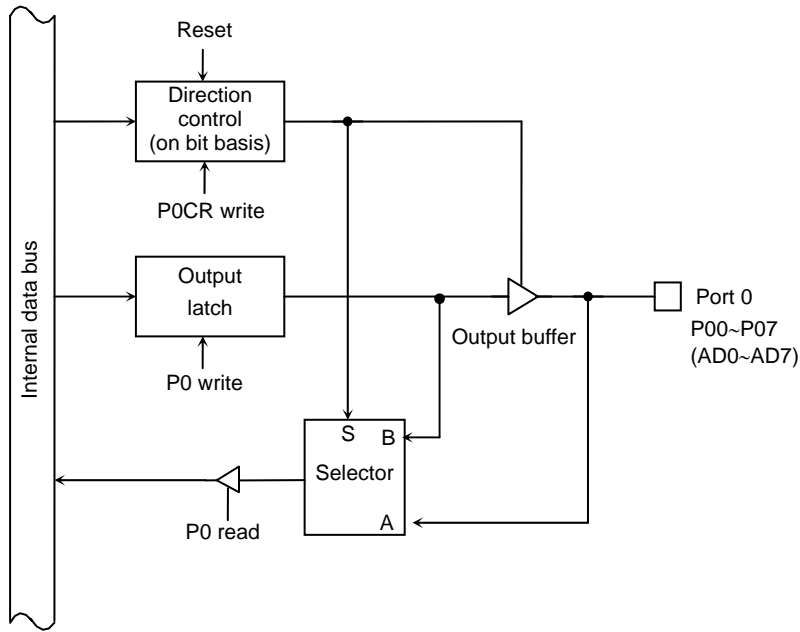 Reset
Direction
control
(on bit basis)
P0CR write
Internal data bus
Output
latch
P0 write
Output buffer
Port 0
P00~P07
(AD0~AD7)
S
B
Selector
A
P0 read